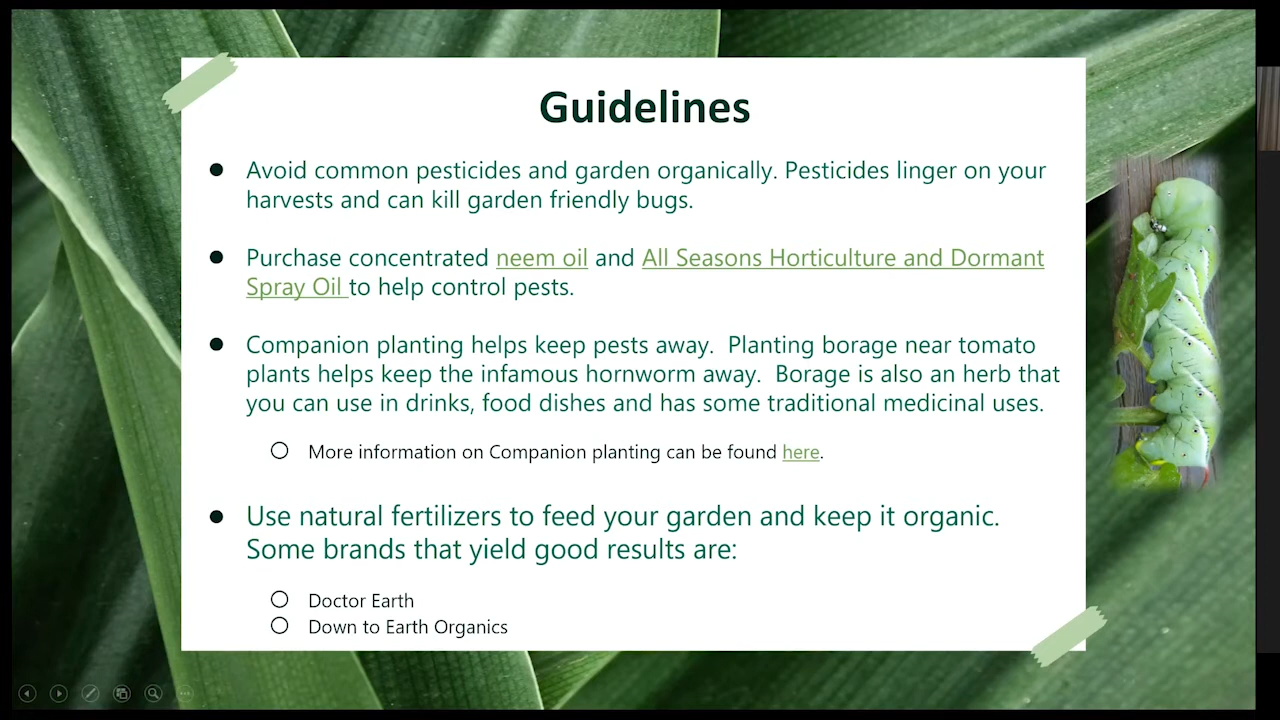 Guidelines
Avoid common pesticides and garden organically. Pesticides linger on your
harvests and can kill garden friendly bugs.
Purchase concentrated neem oil and All Seasons Horticulture and Dormant
Spray Oil to help control pests.
Companion planting helps keep pests away. Planting borage near tomato
plants helps keep the infamous hornworm away. Borage is also an herb that
you can use in drinks, food dishes and has some traditional medicinal uses.
More information on Companion planting can be found here.
Use natural fertilizers to feed your garden and keep it organic.
Some brands that yield good results are:
Doctor Earth
Down to Earth Organics